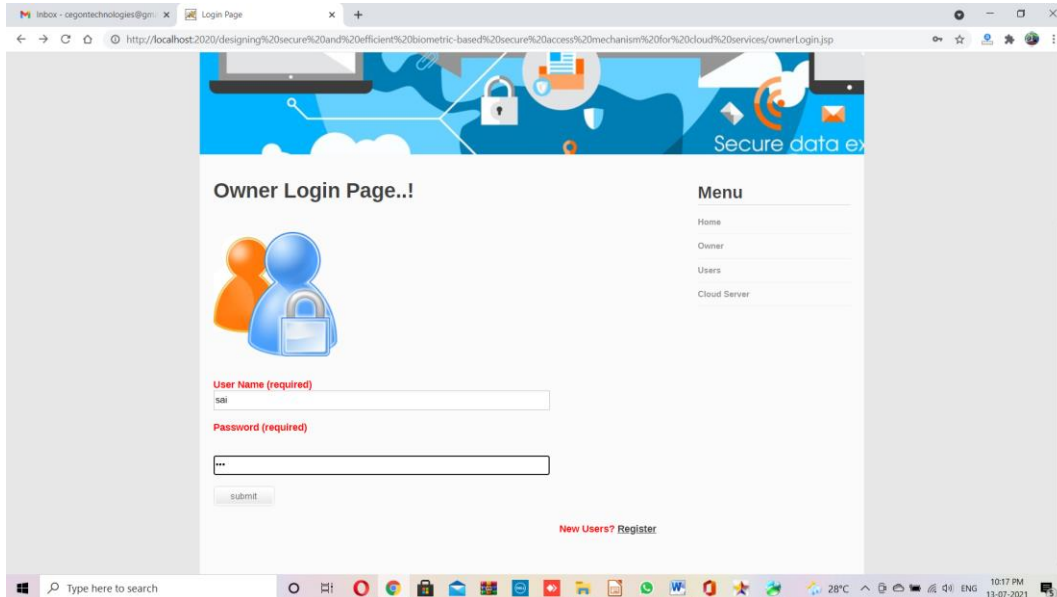 Inbox - cegontechnologies@gm
Login Page
http://localhost:2020/designing%20secure%20and%20efficient%20biometric-based%20secure%20access%20mechanism%20for%20cloud%20services/ownerLogin.jsp
Secure data ex
Owner Login Page..!
Menu
Home
Owner
Users
Cloud Server
User Name (required)
sai
Password (required)
•••
submit
New Users? Register
Type here to search
28°C
ENG
10:17 PM
13-07-2021